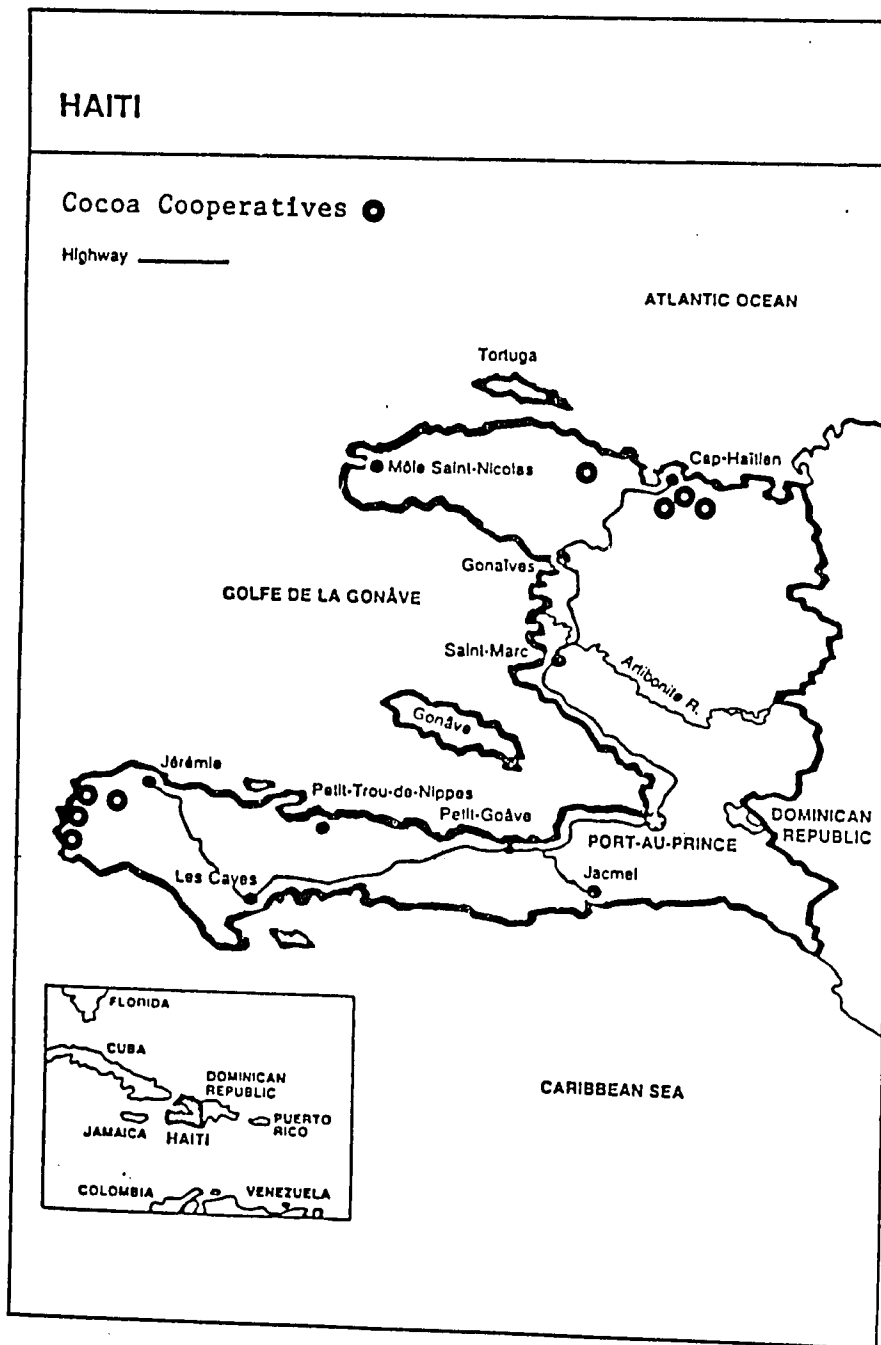 HAITI
Cocoa Cooperatives
Highway
ATLANTIC OCEAN
Tortuga
Cap-Haïtien
Môle Saint-Nicolas
Gonaïves
GOLFE DE LA GONÂVE
Saint-Marc
Artibonite R.
Gonâve
Jérémie
Petit-Trou-de-Nippes
Petit-Goâve
DOMINICAN
REPUBLIC
PORT-AU-PRINCE
Les Cayes
Jacmel
FLORIDA
CUBA
DOMINICAN
REPUBLIC
PUERTO
RICO
JAMAICA
HAITI
CARIBBEAN SEA
COLOMBIA
VENEZUELA